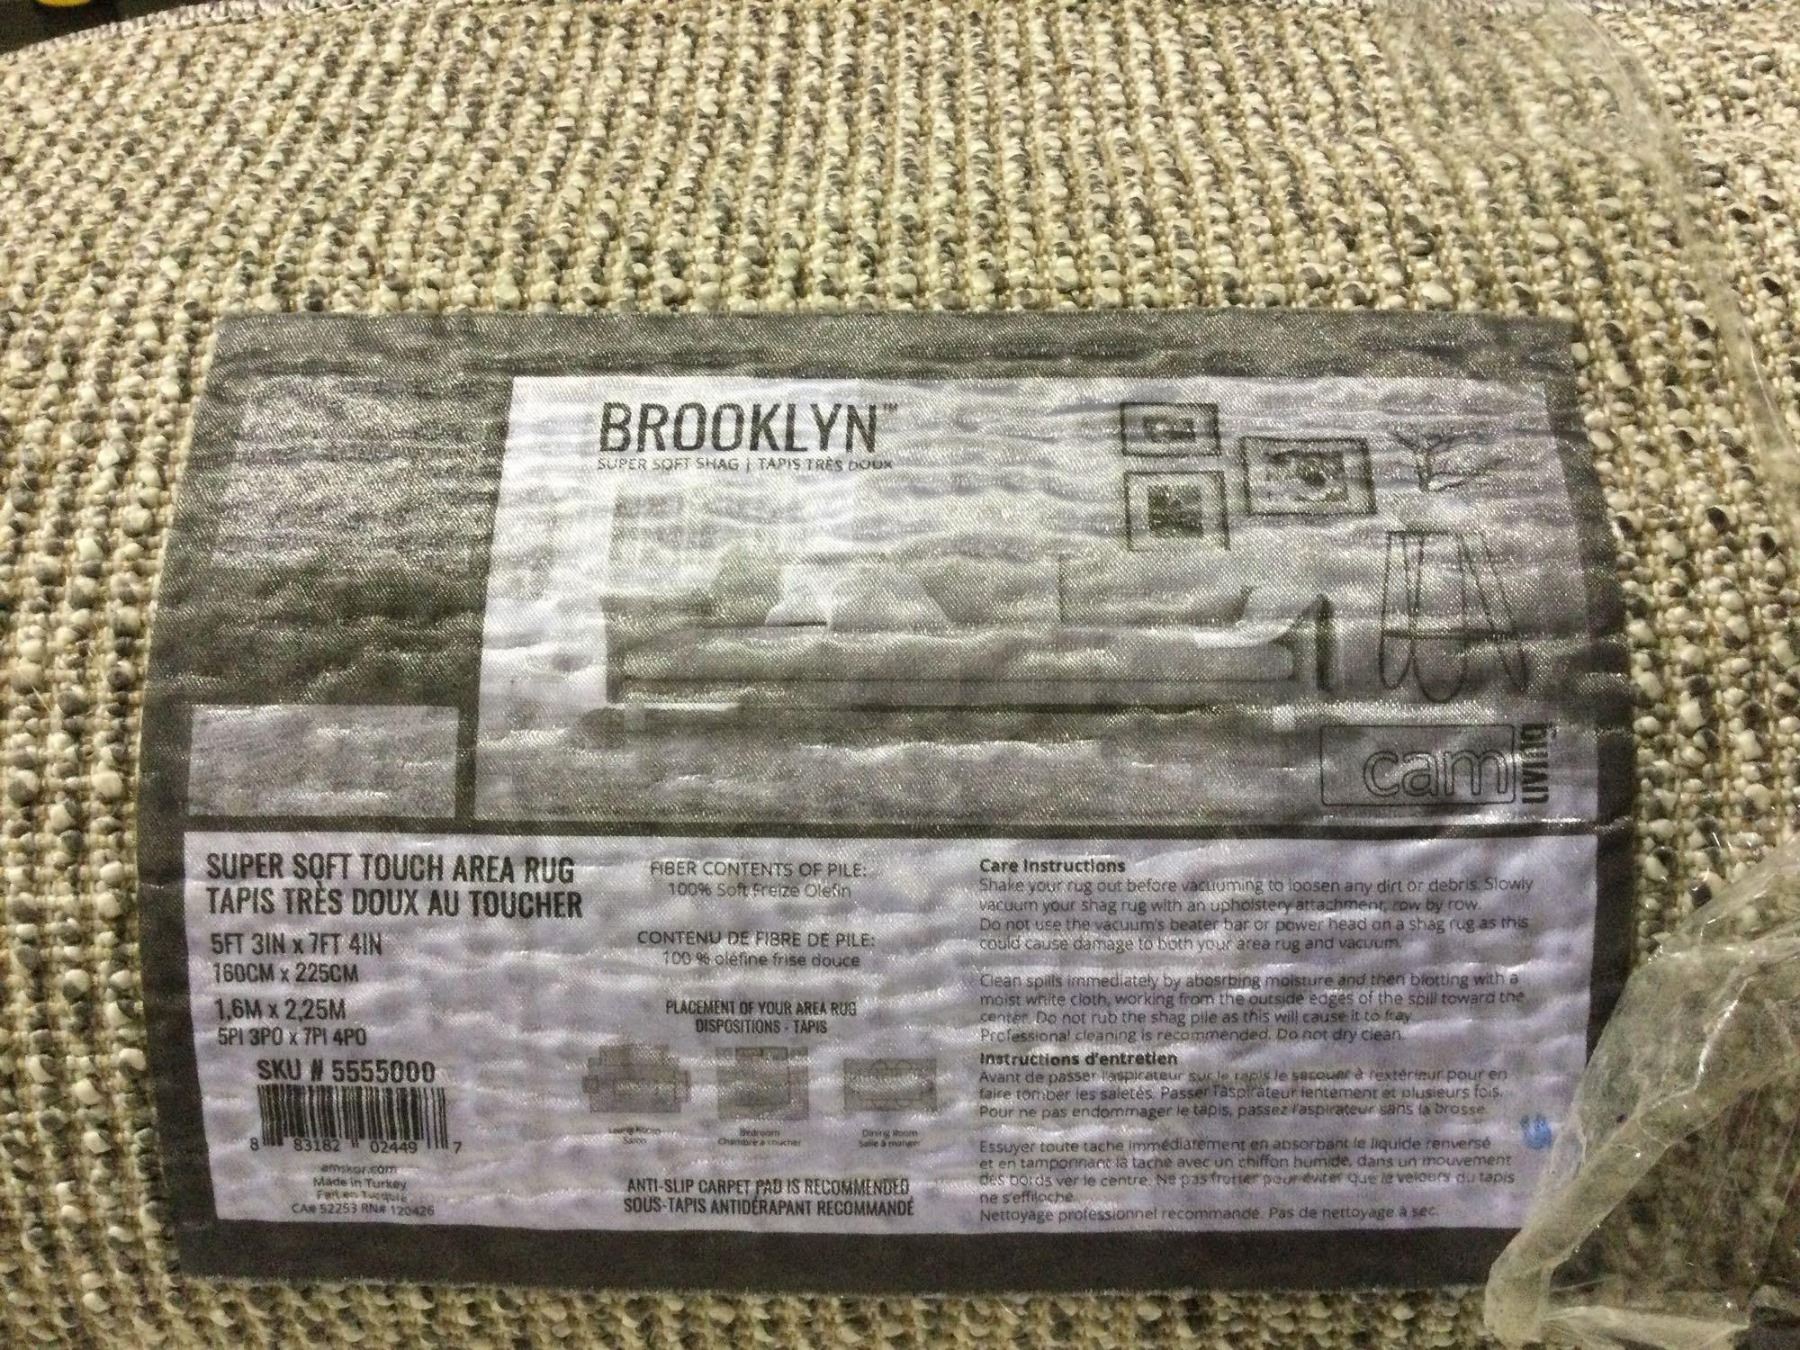 BROOKLYN™
SUPER SOFT SHAG | TAPIS TRÈS DOUX
cam living
SUPER SOFT TOUCH AREA RUG
TAPIS TRÈS DOUX AU TOUCHER
5FT 3IN x 7FT 4IN
160CM x 225CM
1,6M x 2,25M
5PI 3PO x 7PI 4PO
SKU # 5555000
8 83182 02449 7
amskor.com
Made in Turkey
Fait en Turquie
CA# 52253 RN# 120426
FIBER CONTENTS OF PILE:
100% Soft Freize Olefin
CONTENU DE FIBRE DE PILE:
100 % oléfine frise douce
PLACEMENT OF YOUR AREA RUG
DISPOSITIONS - TAPIS
Living Room
Salon
Bedroom
Chambre à coucher
Dining Room
Salle à manger
ANTI-SLIP CARPET PAD IS RECOMMENDED
SOUS-TAPIS ANTIDÉRAPANT RECOMMANDÉ
Care Instructions
Shake your rug out before vacuuming to loosen any dirt or debris. Slowly
vacuum your shag rug with an upholstery attachment, row by row.
Do not use the vacuum's beater bar or power head on a shag rug as this
could cause damage to both your area rug and vacuum.
Clean spills immediately by abosrbing moisture and then blotting with a
moist white cloth, working from the outside edges of the spill toward the
center. Do not rub the shag pile as this will cause it to fray.
Professional cleaning is recommended. Do not dry clean.
Instructions d'entretien
Avant de passer l'aspirateur sur le tapis le secouer à l'extérieur pour en
faire tomber les saletés. Passer l'aspirateur lentement et plusieurs fois.
Pour ne pas endommager le tapis, passez l'aspirateur sans la brosse.
Essuyer toute tache immédiatement en absorbant le liquide renversé
et en tamponnant la tache avec un chiffon humide, dans un mouvement
des bords ver le centre. Ne pas frotter pour éviter que le velours du tapis
ne s'effiloche.
Nettoyage professionnel recommandé. Pas de nettoyage à sec.